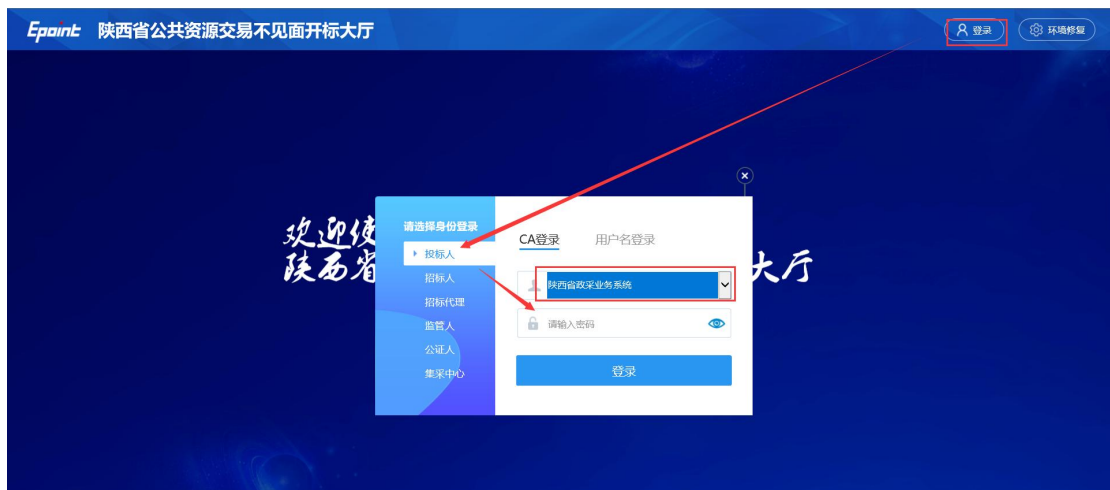 Epoint 陕西省公共资源交易不见面开标大厅
登录
环境修复
欢迎使
陕西省
大厅
请选择身份登录
投标人
招标人
招标代理
监管人
公证人
集采中心
CA登录 用户名登录
陕西省政采业务系统
请输入密码
登录